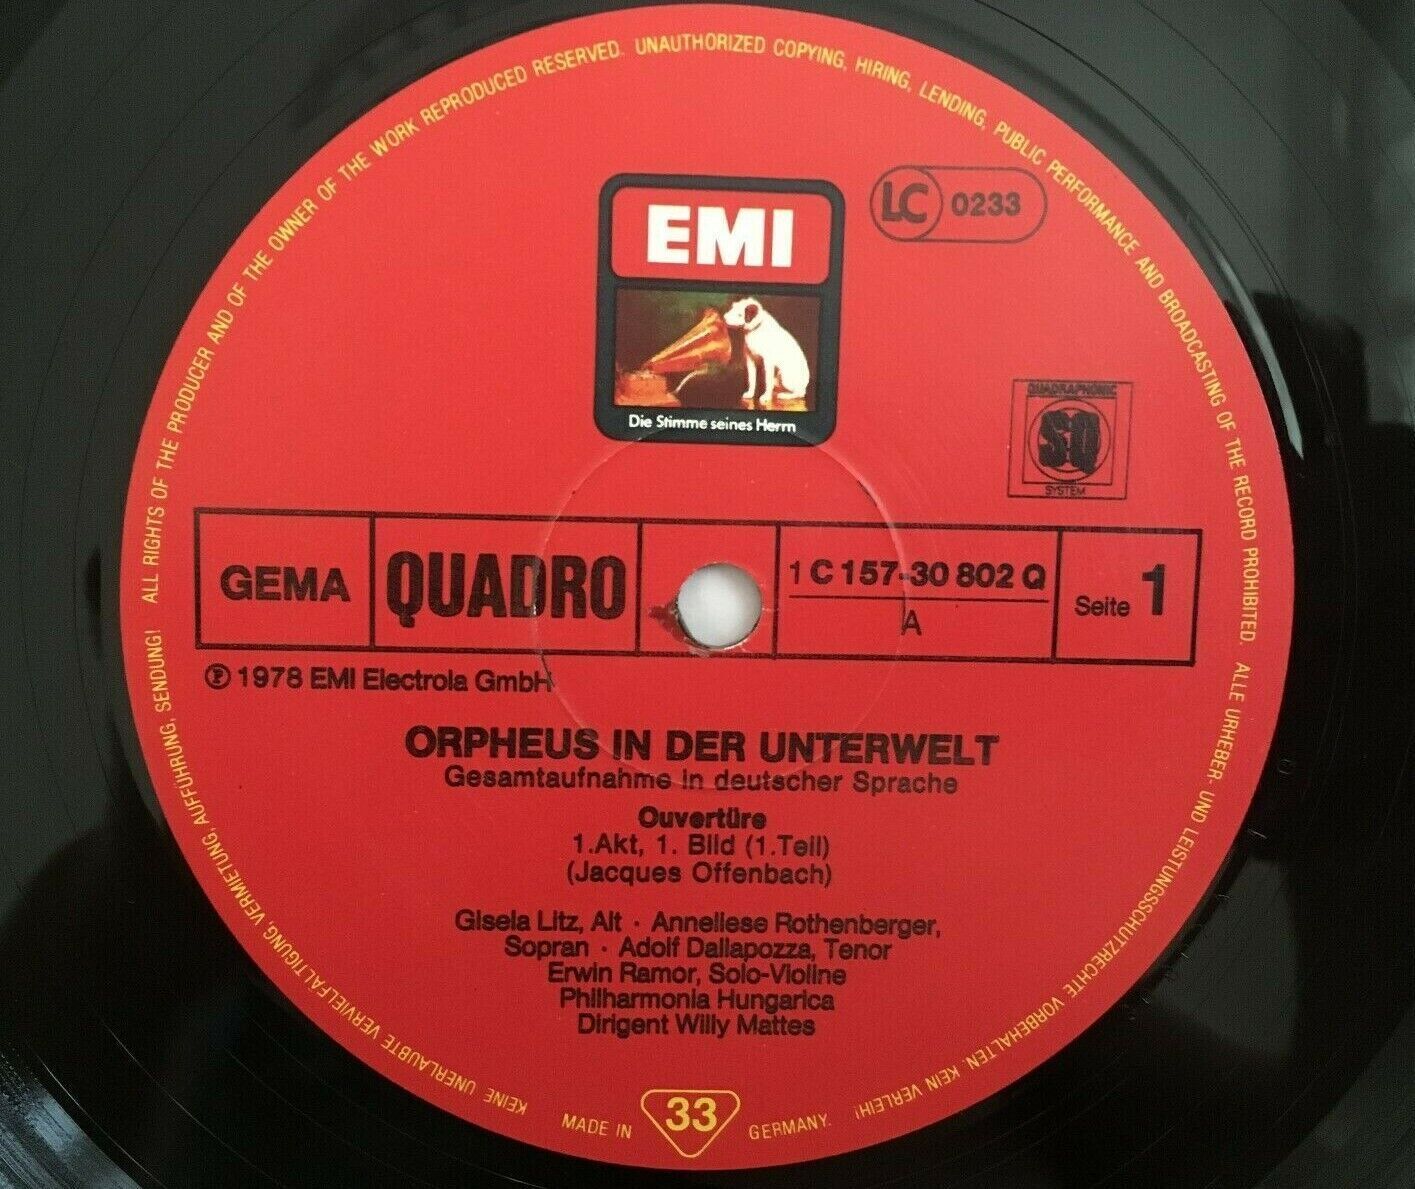 ALL RIGHTS OF THE PRODUCER AND OF THE OWNER OF THE WORK REPRODUCED RESERVED. UNAUTHORIZED COPYING, HIRING, LENDING, PUBLIC PERFORMANCE AND BROADCASTING OF THE RECORD PROHIBITED.
ALLE URHEBER- UND LEISTUNGSSCHUTZRECHTE VORBEHALTEN. KEIN VERLEIH!
KEINE UNERLAUBTE VERVIELFÄLTIGUNG, VERMIETUNG, AUFFÜHRUNG, SENDUNG!
EMI
Die Stimme seines Herrn
LC 0233
QUADRAPHONIC
SQ
SYSTEM
GEMA
QUADRO
1 C 157-30 802 Q
A
Seite 1
Ⓟ 1978 EMI Electrola GmbH
ORPHEUS IN DER UNTERWELT
Gesamtaufnahme in deutscher Sprache
Ouvertüre
1.Akt, 1. Bild (1.Teil)
(Jacques Offenbach)
Gisela Litz, Alt · Anneliese Rothenberger,
Sopran · Adolf Dallapozza, Tenor
Erwin Ramor, Solo-Violine
Philharmonia Hungarica
Dirigent Willy Mattes
MADE IN 33 GERMANY.